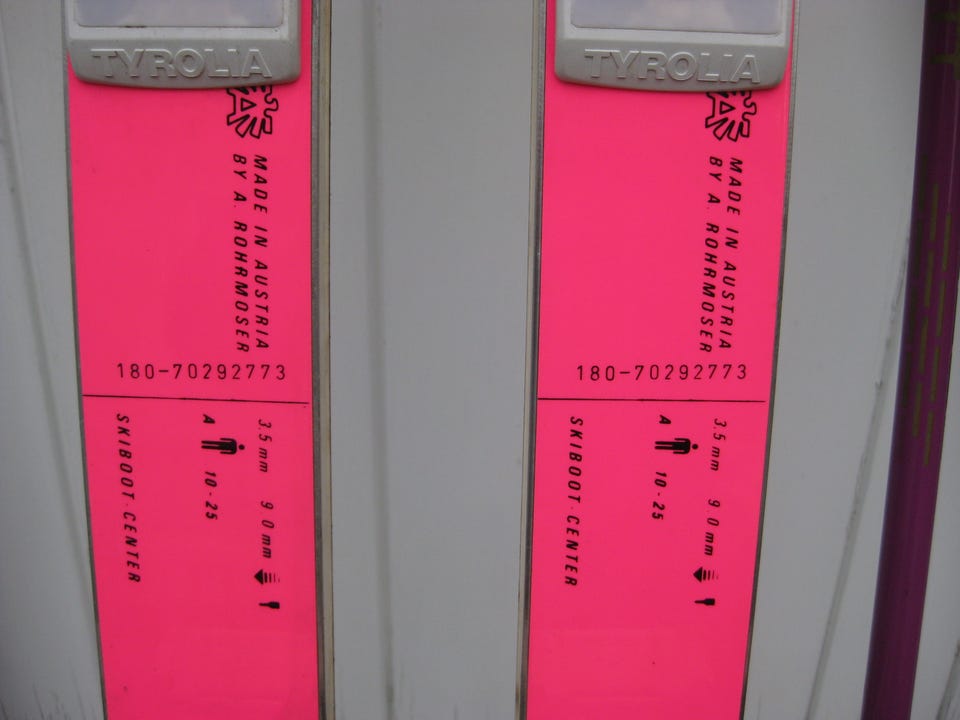 TYROLIA
MADE IN AUSTRIA
BY A. ROHRMOSER
180-70292773
3.5 mm 9.0 mm
A 10-25
SKIBOOT·CENTER
TYROLIA
MADE IN AUSTRIA
BY A. ROHRMOSER
180-70292773
3.5 mm 9.0 mm
A 10-25
SKIBOOT·CENTER